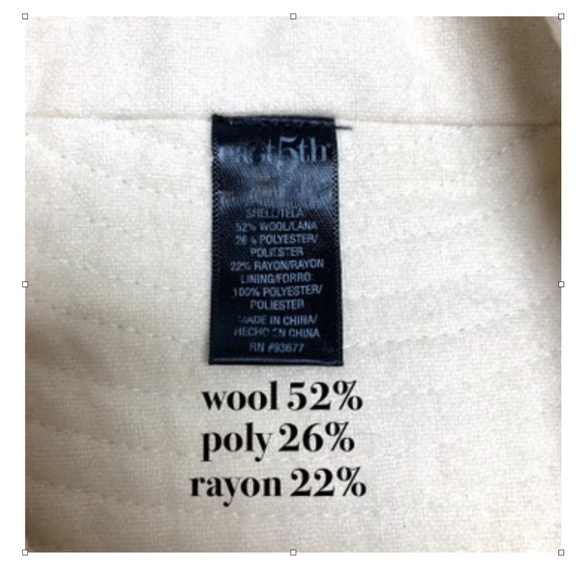 east5th
SHELL/TELA
52% WOOL/LANA
26% POLYESTER/
POLIESTER
22% RAYON/RAYON
LINING/FORRO:
100% POLYESTER/
POLIESTER
MADE IN CHINA/
HECHO EN CHINA
RN #93677
wool 52%
poly 26%
rayon 22%